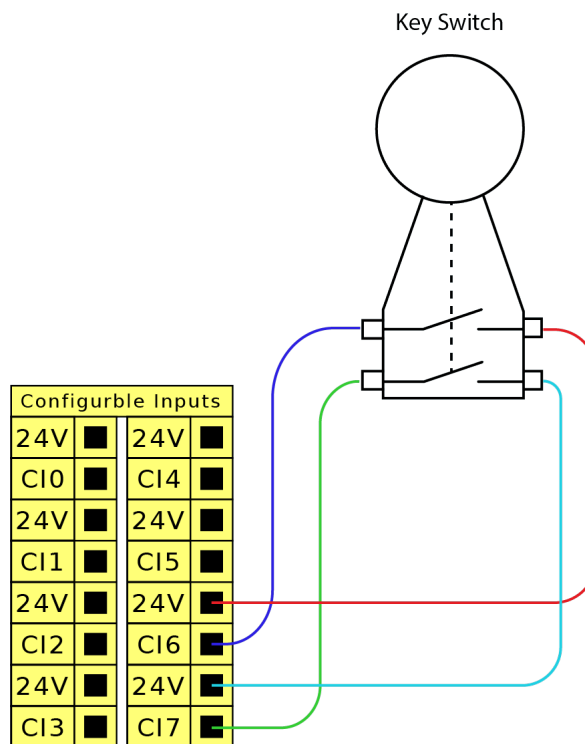 Key Switch
Configurble Inputs
24V 24V
CI0 CI4
24V 24V
CI1 CI5
24V 24V
CI2 CI6
24V 24V
CI3 CI7